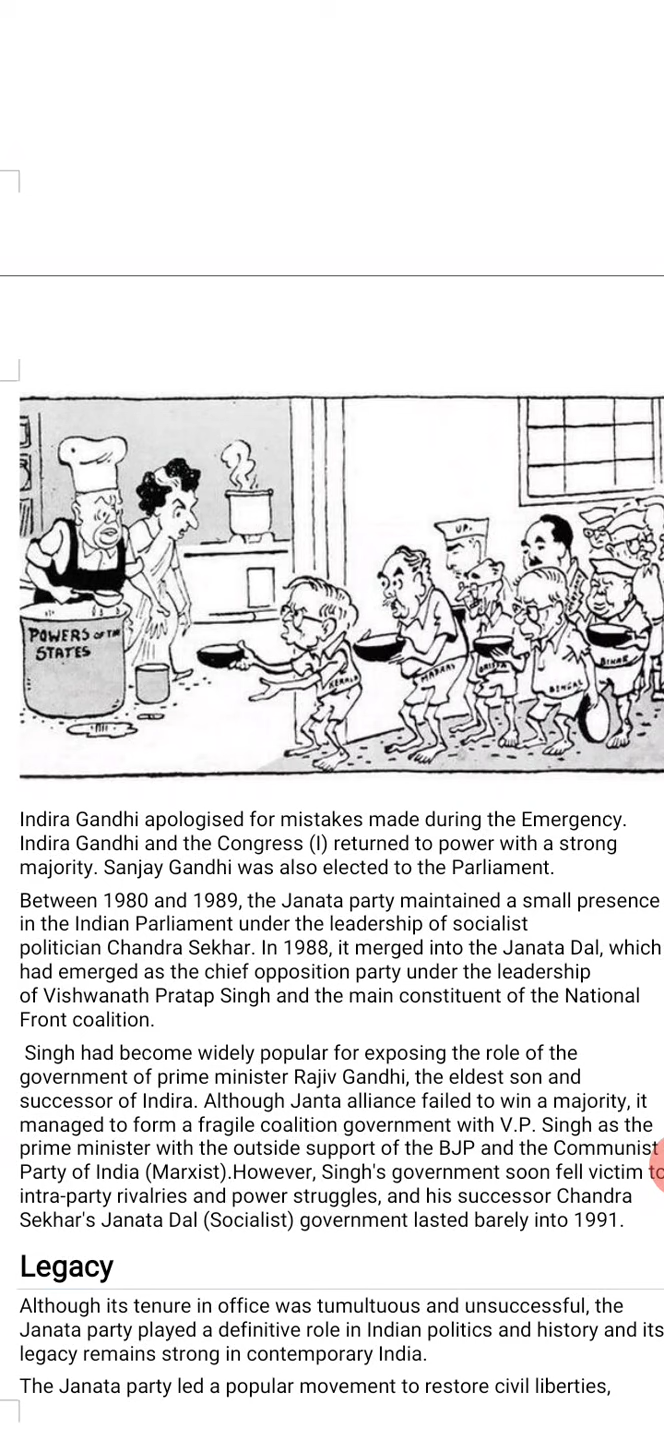 POWERS OF THE
STATES
KERALA
MADRAS
U.P.
ORISSA
BENGAL
BIHAR
Indira Gandhi apologised for mistakes made during the Emergency.
Indira Gandhi and the Congress (I) returned to power with a strong
majority. Sanjay Gandhi was also elected to the Parliament.
Between 1980 and 1989, the Janata party maintained a small presence
in the Indian Parliament under the leadership of socialist
politician Chandra Sekhar. In 1988, it merged into the Janata Dal, which
had emerged as the chief opposition party under the leadership
of Vishwanath Pratap Singh and the main constituent of the National
Front coalition.
Singh had become widely popular for exposing the role of the
government of prime minister Rajiv Gandhi, the eldest son and
successor of Indira. Although Janta alliance failed to win a majority, it
managed to form a fragile coalition government with V.P. Singh as the
prime minister with the outside support of the BJP and the Communist
Party of India (Marxist).However, Singh's government soon fell victim to
intra-party rivalries and power struggles, and his successor Chandra
Sekhar's Janata Dal (Socialist) government lasted barely into 1991.
Legacy
Although its tenure in office was tumultuous and unsuccessful, the
Janata party played a definitive role in Indian politics and history and its
legacy remains strong in contemporary India.
The Janata party led a popular movement to restore civil liberties,